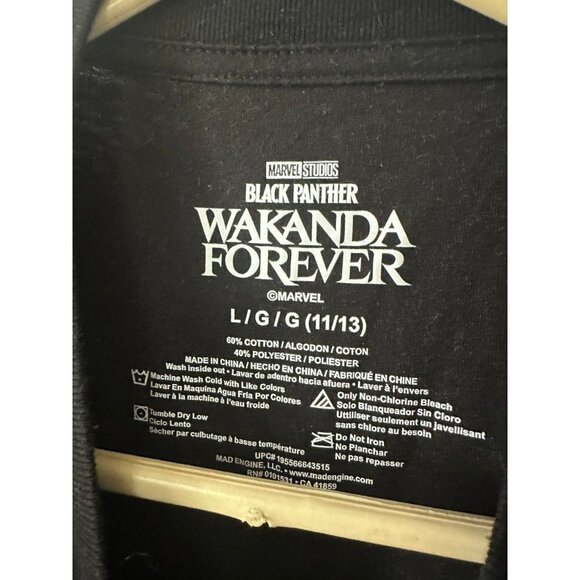 MARVEL STUDIOS
BLACK PANTHER
WAKANDA
FOREVER
©MARVEL
L / G / G (11/13)
60% COTTON / ALGODON / COTON
40% POLYESTER / POLIESTER
MADE IN CHINA / HECHO EN CHINA / FABRIQUÉ EN CHINE
Wash inside out. • Lavar de adentro hacia afuera • Laver à l'envers
Machine Wash Cold with Like Colors
Lavar En Maquina Agua Fria Por Colores
Laver à la machine à l'eau froide
Only Non-Chlorine Bleach
Solo Blanqueador Sin Cloro
Utiliser seulement un javellisant
sans chlore au besoin
Tumble Dry Low
Ciclo Lento
Sécher par culbutage à basse température
Do Not Iron
No Planchar
Ne pas repasser
UPC# 195566643515
MAD ENGINE, LLC. • www.madengine.com
RN# 0101531 • CA 41859